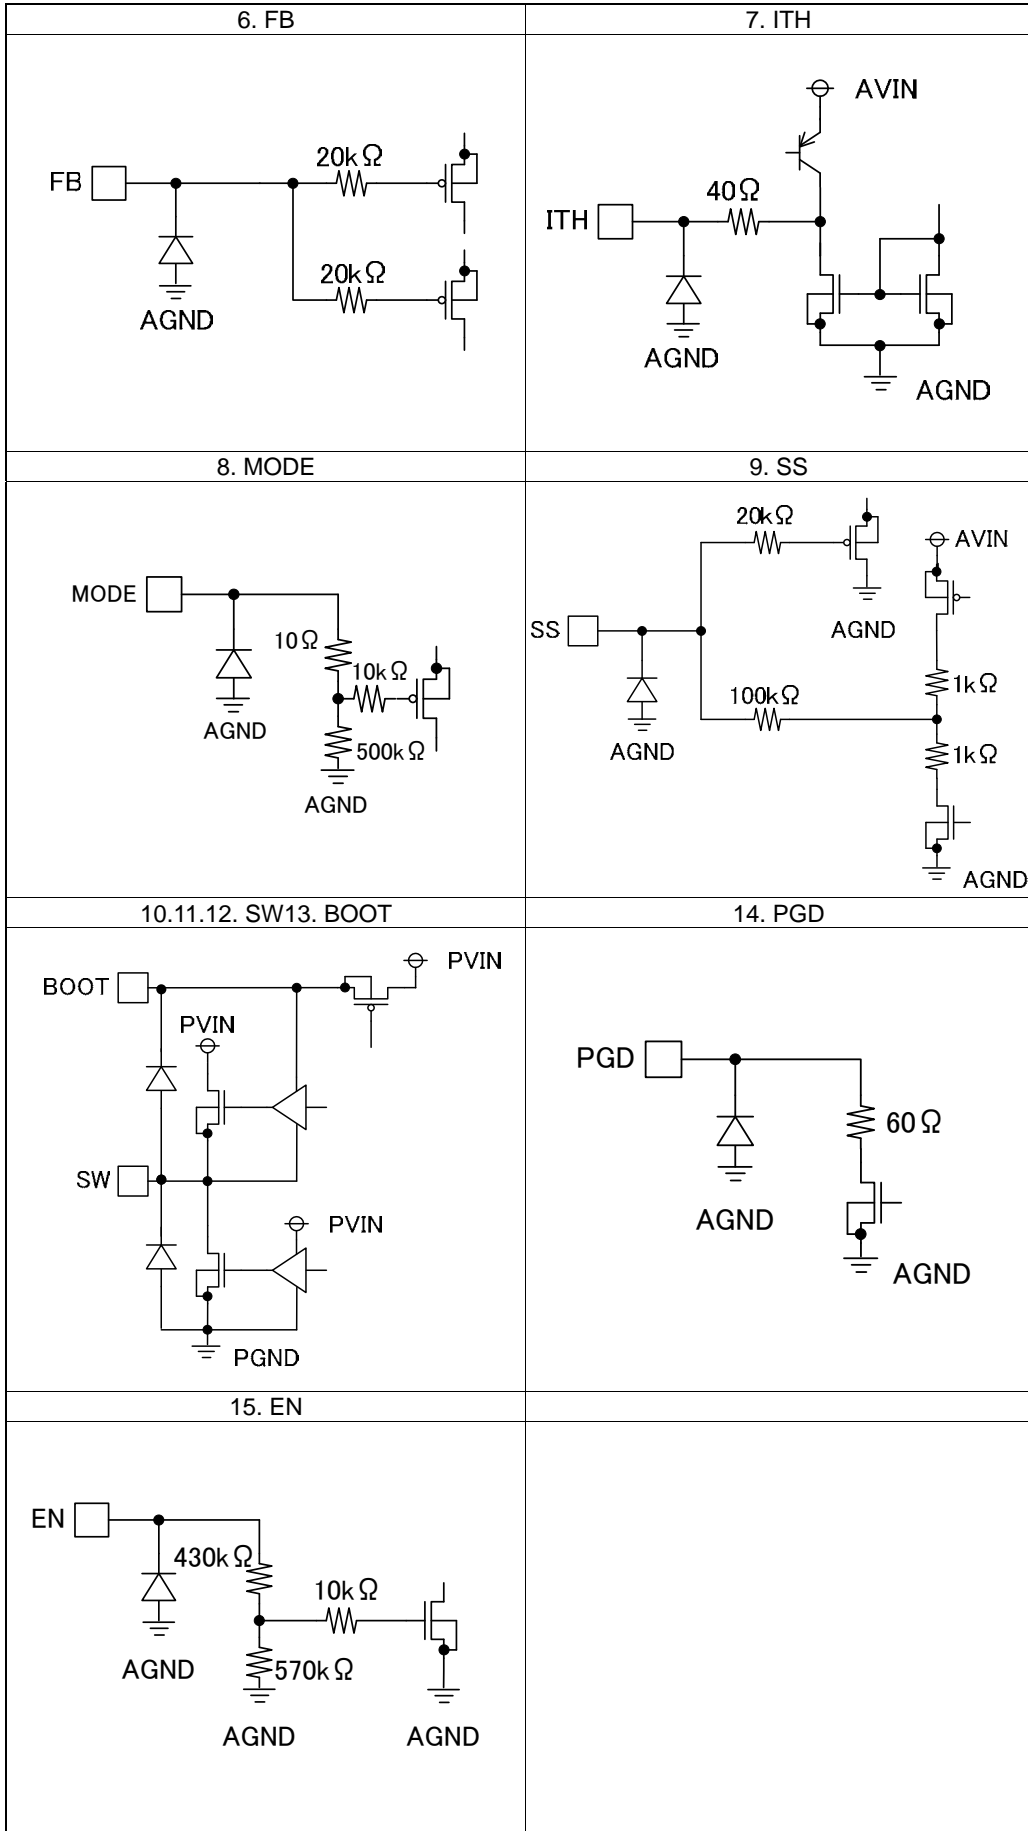 6. FB
7. ITH
FB
20kΩ
20kΩ
AGND
AVIN
ITH
40Ω
AGND
AGND
8. MODE
9. SS
MODE
10Ω
10kΩ
500kΩ
AGND
AGND
SS
20kΩ
AGND
AVIN
1kΩ
100kΩ
1kΩ
AGND
AGND
10.11.12. SW13. BOOT
14. PGD
BOOT
PVIN
PVIN
SW
PVIN
PGND
PGD
60Ω
AGND
AGND
15. EN
EN
430kΩ
10kΩ
570kΩ
AGND
AGND
AGND